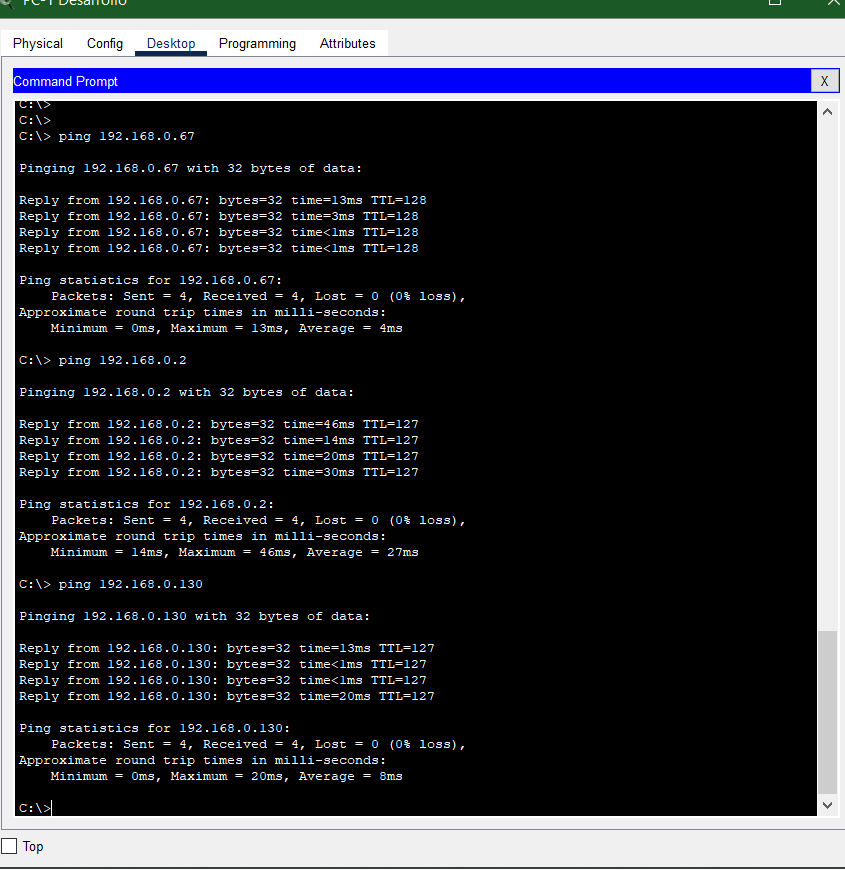 PC-1 Desarrollo
Physical Config Desktop Programming Attributes
Command Prompt X
C:\>
C:\>
C:\> ping 192.168.0.67
Pinging 192.168.0.67 with 32 bytes of data:
Reply from 192.168.0.67: bytes=32 time=13ms TTL=128
Reply from 192.168.0.67: bytes=32 time=3ms TTL=128
Reply from 192.168.0.67: bytes=32 time<1ms TTL=128
Reply from 192.168.0.67: bytes=32 time<1ms TTL=128
Ping statistics for 192.168.0.67:
Packets: Sent = 4, Received = 4, Lost = 0 (0% loss),
Approximate round trip times in milli-seconds:
Minimum = 0ms, Maximum = 13ms, Average = 4ms
C:\> ping 192.168.0.2
Pinging 192.168.0.2 with 32 bytes of data:
Reply from 192.168.0.2: bytes=32 time=46ms TTL=127
Reply from 192.168.0.2: bytes=32 time=14ms TTL=127
Reply from 192.168.0.2: bytes=32 time=20ms TTL=127
Reply from 192.168.0.2: bytes=32 time=30ms TTL=127
Ping statistics for 192.168.0.2:
Packets: Sent = 4, Received = 4, Lost = 0 (0% loss),
Approximate round trip times in milli-seconds:
Minimum = 14ms, Maximum = 46ms, Average = 27ms
C:\> ping 192.168.0.130
Pinging 192.168.0.130 with 32 bytes of data:
Reply from 192.168.0.130: bytes=32 time=13ms TTL=127
Reply from 192.168.0.130: bytes=32 time<1ms TTL=127
Reply from 192.168.0.130: bytes=32 time<1ms TTL=127
Reply from 192.168.0.130: bytes=32 time=20ms TTL=127
Ping statistics for 192.168.0.130:
Packets: Sent = 4, Received = 4, Lost = 0 (0% loss),
Approximate round trip times in milli-seconds:
Minimum = 0ms, Maximum = 20ms, Average = 8ms
C:\>
Top